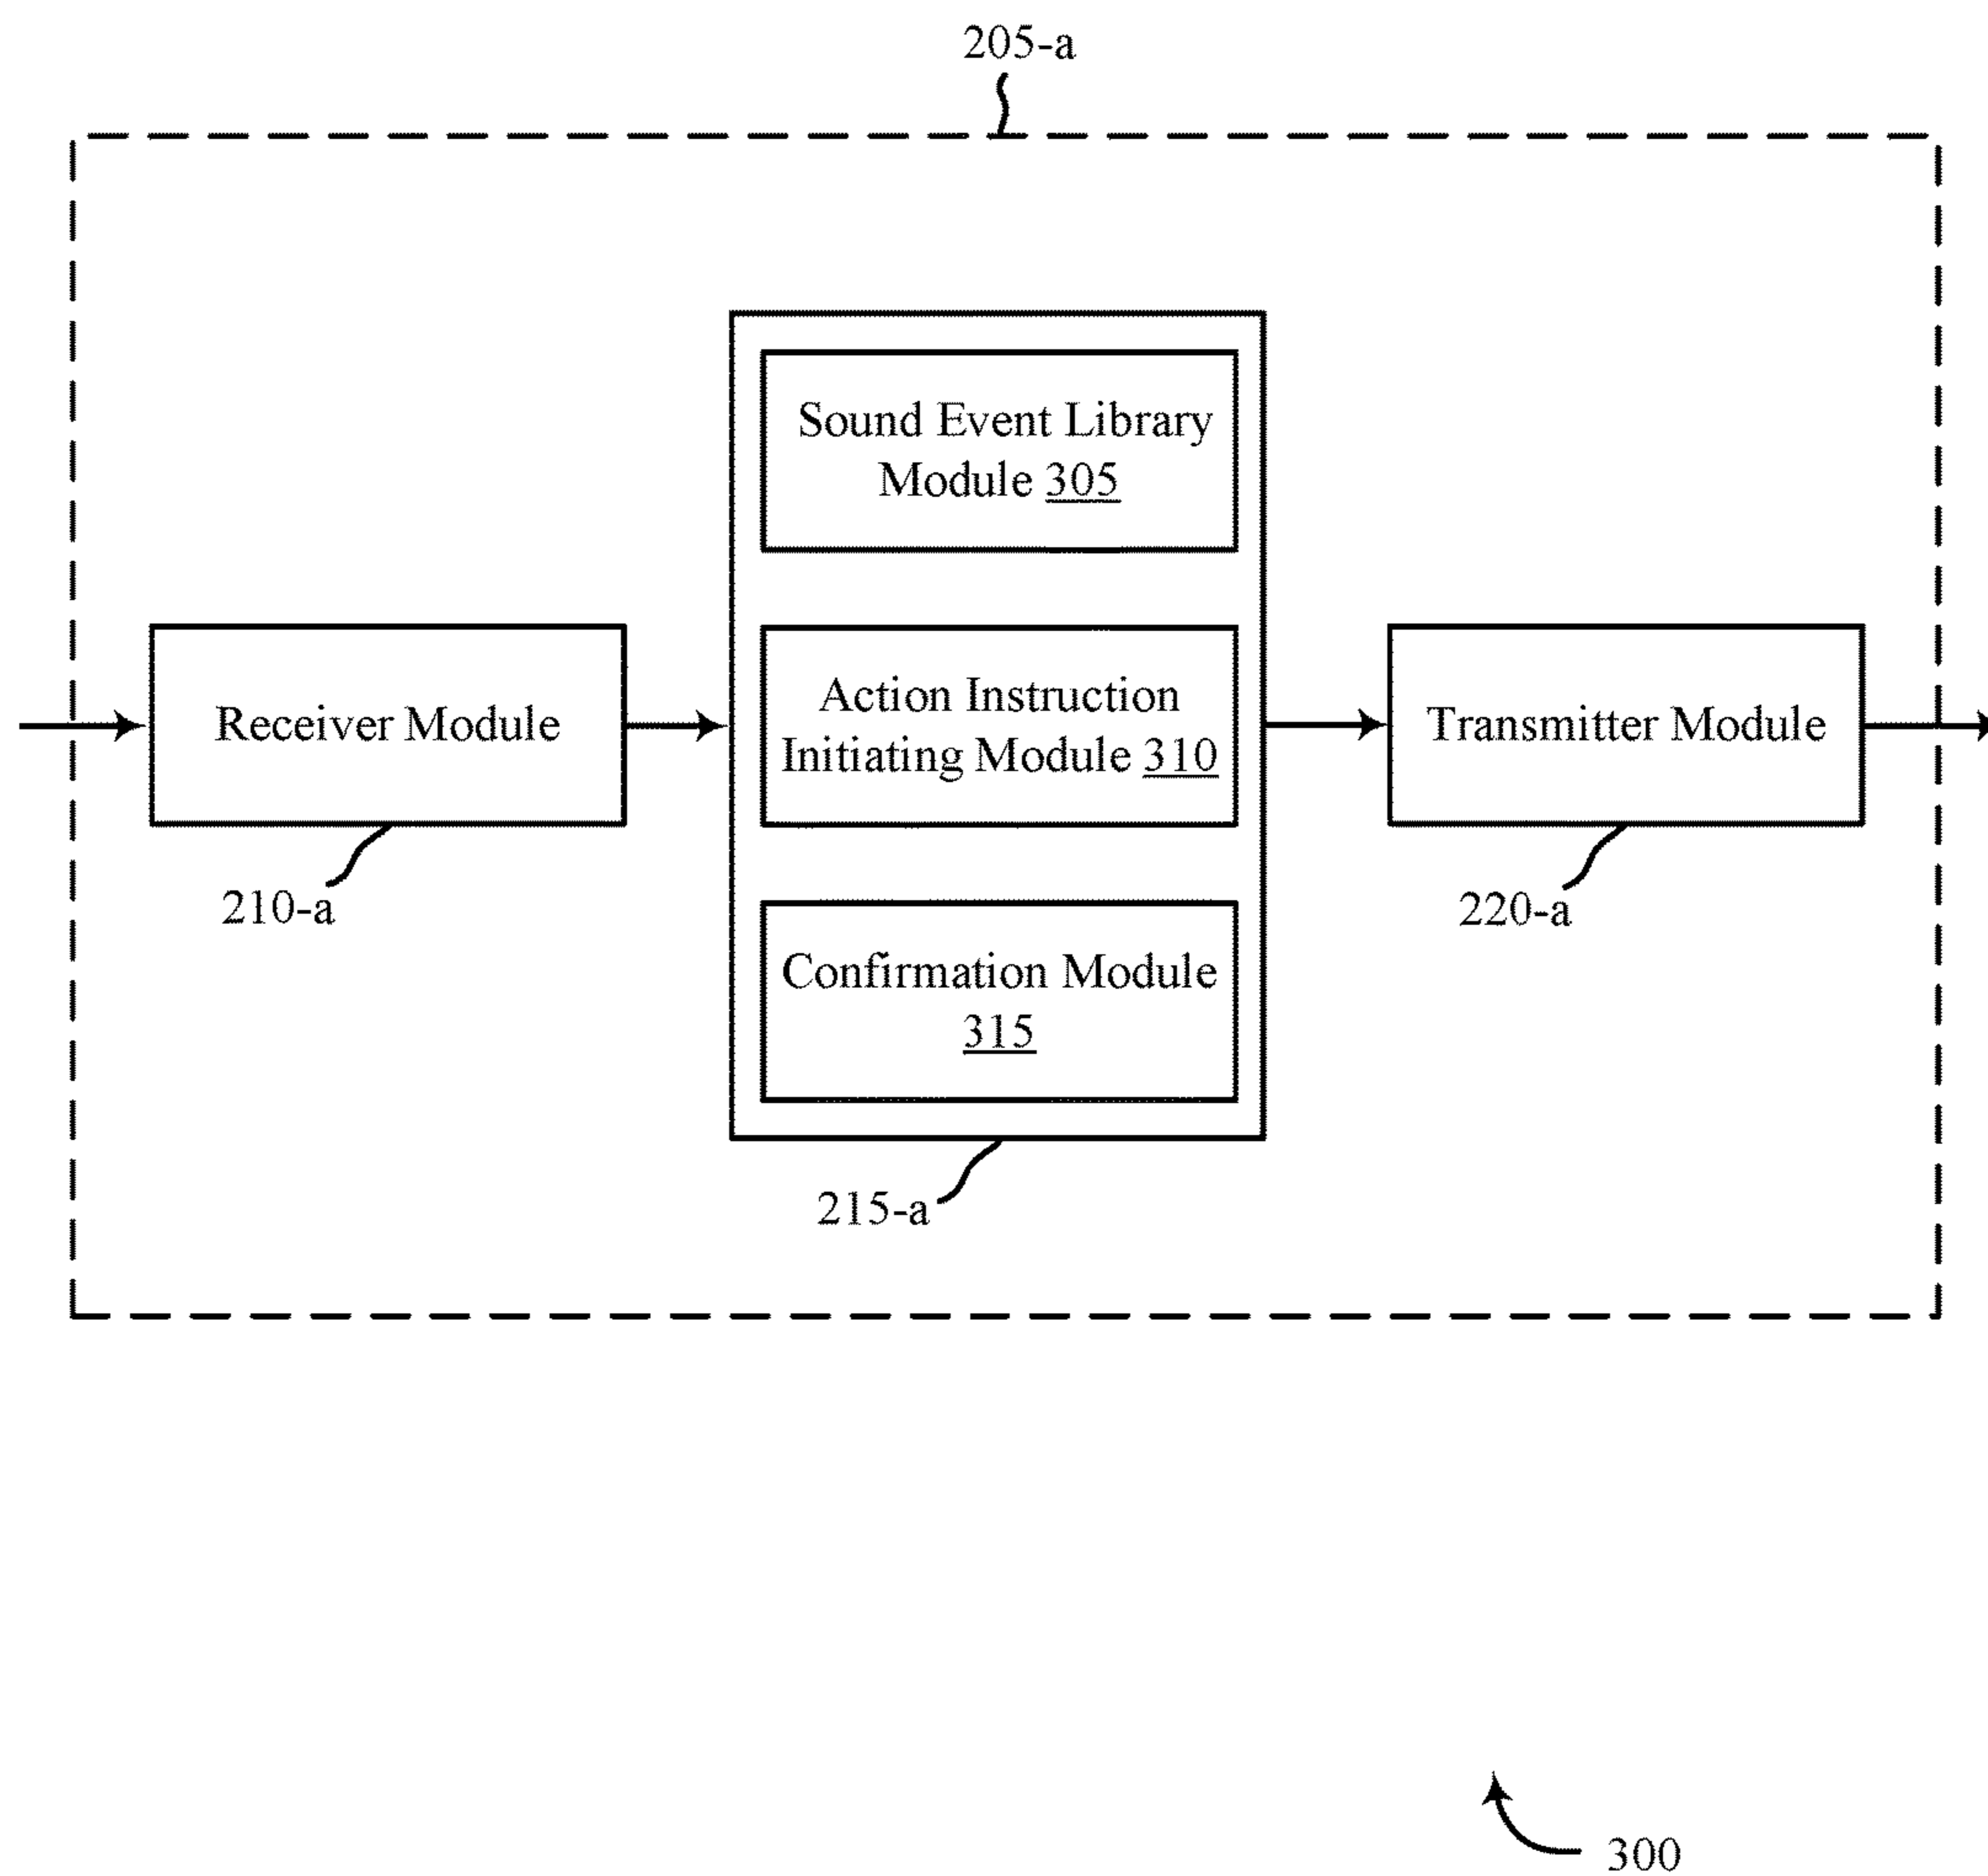 205-a
Sound Event Library
Module 305
Receiver Module
Action Instruction
Initiating Module 310
Transmitter Module
210-a
220-a
Confirmation Module
315
215-a
300